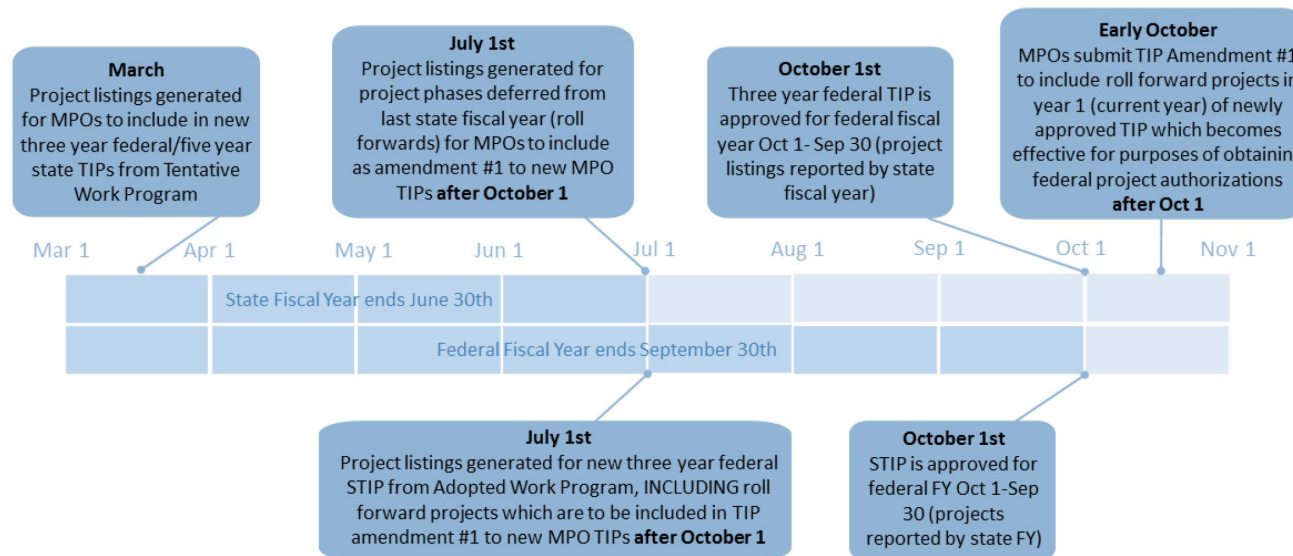 March
Project listings generated
for MPOs to include in new
three year federal/five year
state TIPs from Tentative
Work Program
July 1st
Project listings generated for
project phases deferred from
last state fiscal year (roll
forwards) for MPOs to include
as amendment #1 to new MPO
TIPs after October 1
October 1st
Three year federal TIP is
approved for federal fiscal
year Oct 1- Sep 30 (project
listings reported by state
fiscal year)
Early October
MPOs submit TIP Amendment #1
to include roll forward projects in
year 1 (current year) of newly
approved TIP which becomes
effective for purposes of obtainin
federal project authorizations
after Oct 1
Mar 1
Apr 1
May 1
Jun 1
Jul 1
Aug 1
Sep 1
Oct 1
Nov 1
State Fiscal Year ends June 30th
Federal Fiscal Year ends September 30th
July 1st
Project listings generated for new three year federal
STIP from Adopted Work Program, INCLUDING roll
forward projects which are to be included in TIP
amendment #1 to new MPO TIPs after October 1
October 1st
STIP is approved for
federal FY Oct 1-Sep
30 (projects
reported by state FY)